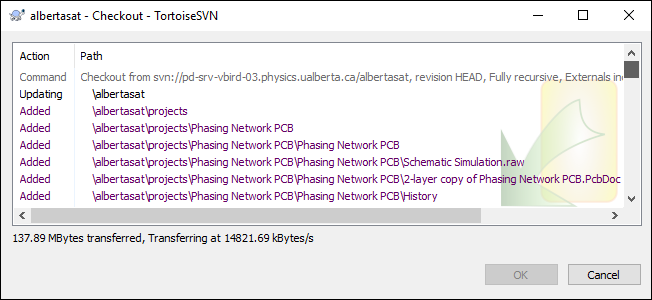 albertasat - Checkout - TortoiseSVN
Action Path
Command Checkout from svn://pd-srv-vbird-03.physics.ualberta.ca/albertasat, revision HEAD, Fully recursive, Externals in
Updating \albertasat
Added \albertasat\projects
Added \albertasat\projects\Phasing Network PCB
Added \albertasat\projects\Phasing Network PCB\Phasing Network PCB
Added \albertasat\projects\Phasing Network PCB\Phasing Network PCB\Schematic Simulation.raw
Added \albertasat\projects\Phasing Network PCB\Phasing Network PCB\2-layer copy of Phasing Network PCB.PcbDoc
Added \albertasat\projects\Phasing Network PCB\Phasing Network PCB\History
137.89 MBytes transferred, Transferring at 14821.69 kBytes/s
OK Cancel